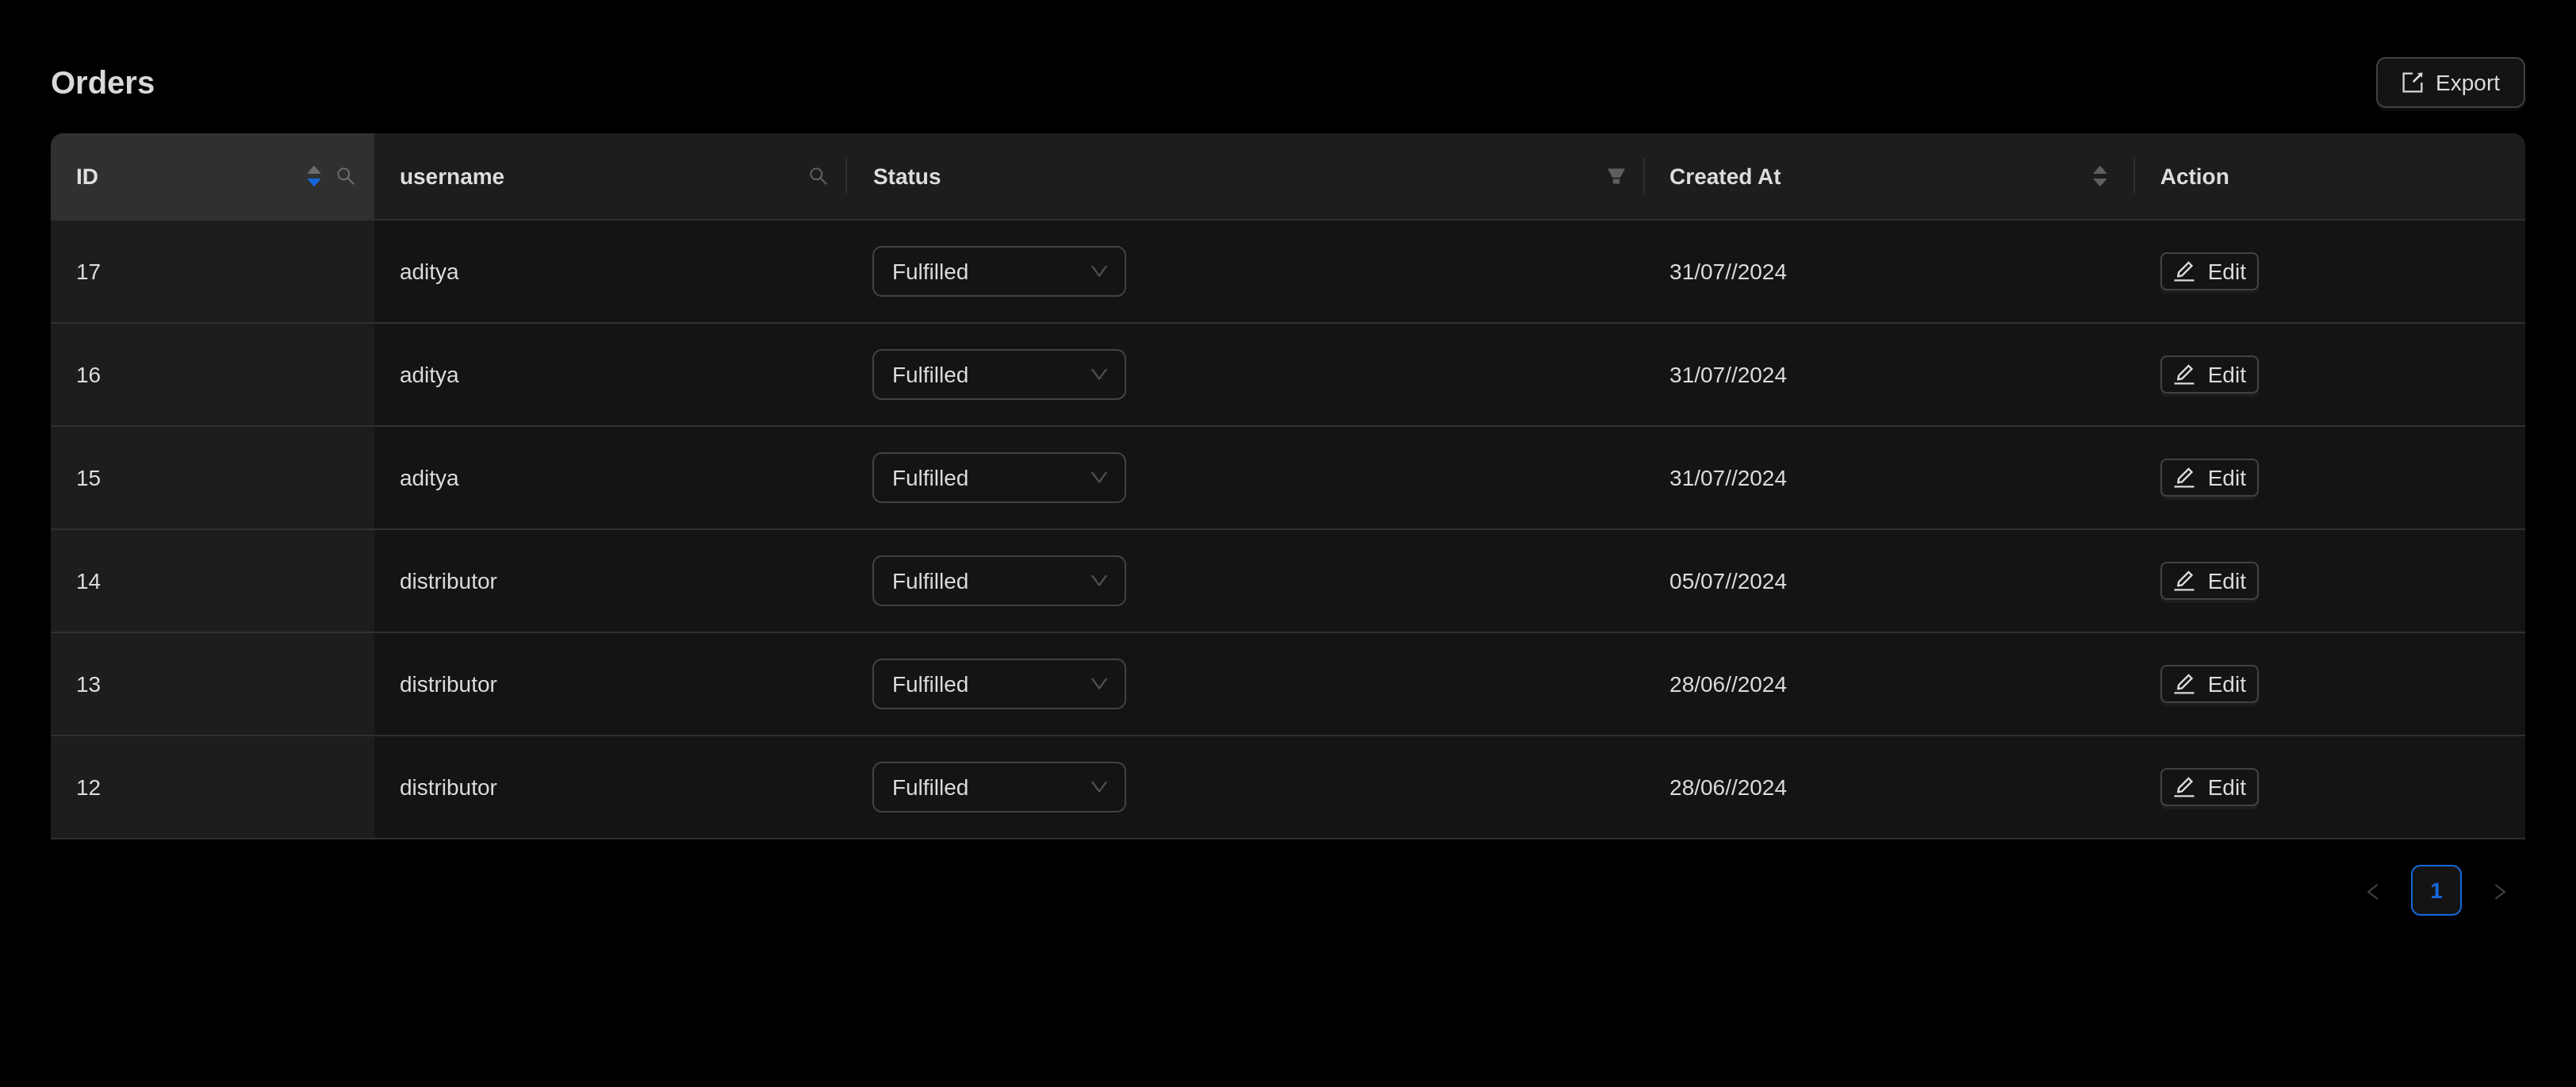 Orders
Export
ID username Status Created At Action
17 aditya Fulfilled 31/07//2024 Edit
16 aditya Fulfilled 31/07//2024 Edit
15 aditya Fulfilled 31/07//2024 Edit
14 distributor Fulfilled 05/07//2024 Edit
13 distributor Fulfilled 28/06//2024 Edit
12 distributor Fulfilled 28/06//2024 Edit
1